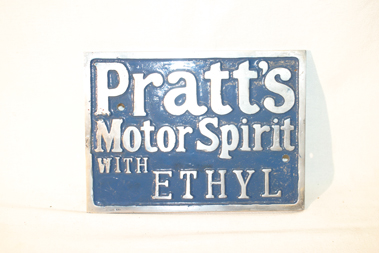 Pratt's
Motor Spirit
WITH
ETHYL